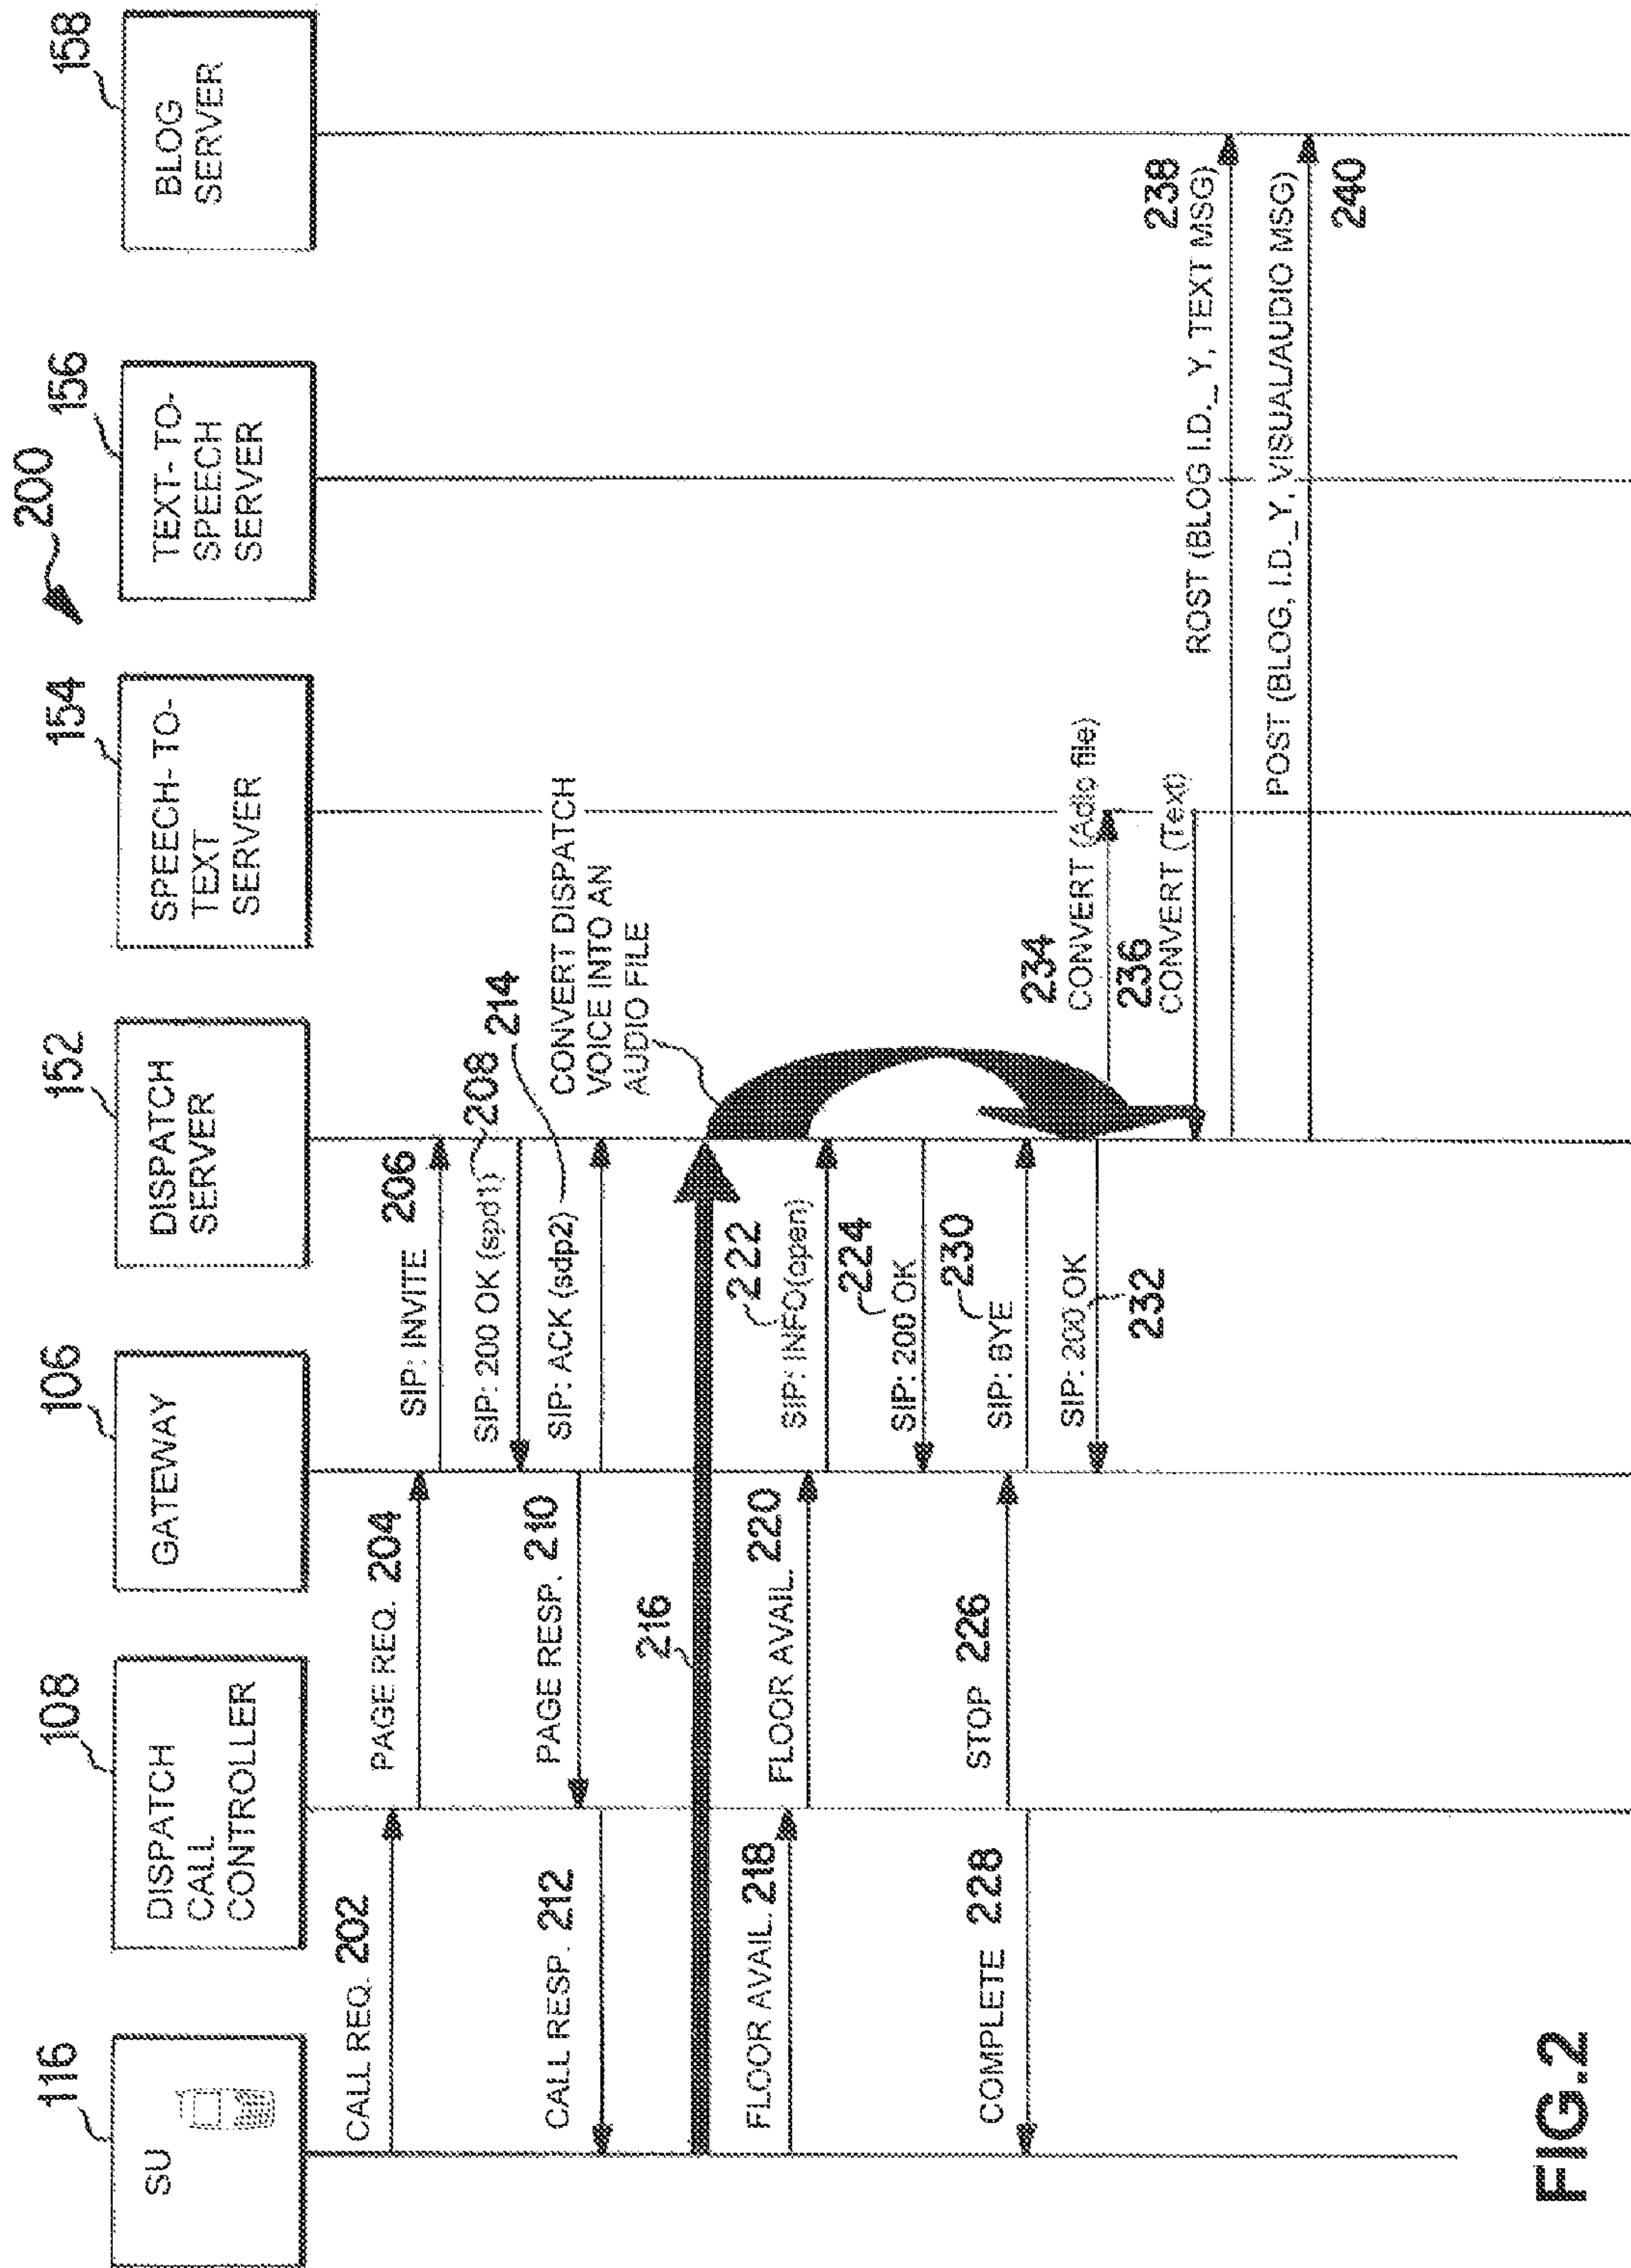 200
116
SU
108
DISPATCH
CALL
CONTROLLER
106
GATEWAY
152
DISPATCH
SERVER
154
SPEECH- TO-
TEXT
SERVER
156
TEXT- TO-
SPEECH
SERVER
158
BLOG
SERVER
CALL REQ. 202
PAGE REQ. 204
SIP: INVITE 206
SIP: 200 OK (spd1) 208
PAGE RESP. 210
CALL RESP. 212
SIP: ACK (sdp2) 214
CONVERT DISPATCH
VOICE INTO AN
AUDIO FILE
216
FLOOR AVAIL. 218
FLOOR AVAIL. 220
222
SIP: INFO(open)
224
SIP: 200 OK
STOP 226
COMPLETE 228
230
SIP: BYE
SIP: 200 OK
232
234
CONVERT (Adio file)
236
CONVERT (Text)
238
ROST (BLOG I.D._Y, TEXT MSG)
POST (BLOG, I.D._Y, VISUAL/AUDIO MSG)
240
FIG.2